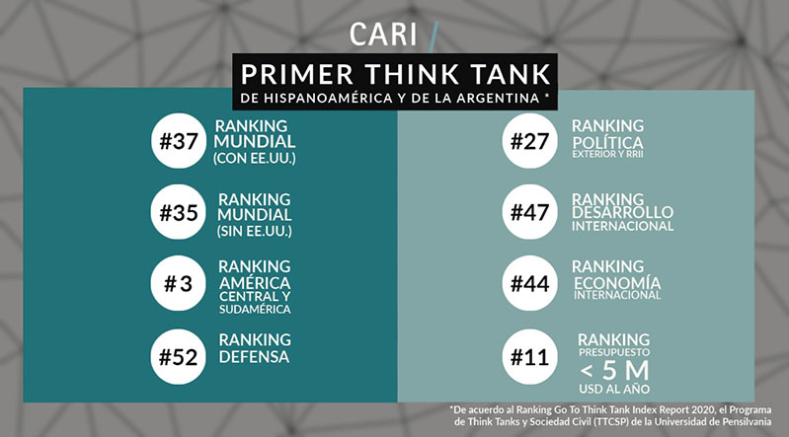 CARI /
PRIMER THINK TANK
DE HISPANOAMÉRICA Y DE LA ARGENTINA *
#37
RANKING
MUNDIAL
(CON EE.UU.)
#35
RANKING
MUNDIAL
(SIN EE.UU.)
#3
RANKING
AMÉRICA
CENTRAL Y
SUDAMÉRICA
#52
RANKING
DEFENSA
#27
RANKING
POLÍTICA
EXTERIOR Y RRII
#47
RANKING
DESARROLLO
INTERNACIONAL
#44
RANKING
ECONOMÍA
INTERNACIONAL
#11
RANKING
PRESUPUESTO
< 5 M
USD AL AÑO
*De acuerdo al Ranking Go To Think Tank Index Report 2020, el Programa
de Think Tanks y Sociedad Civil (TTCSP) de la Universidad de Pensilvania